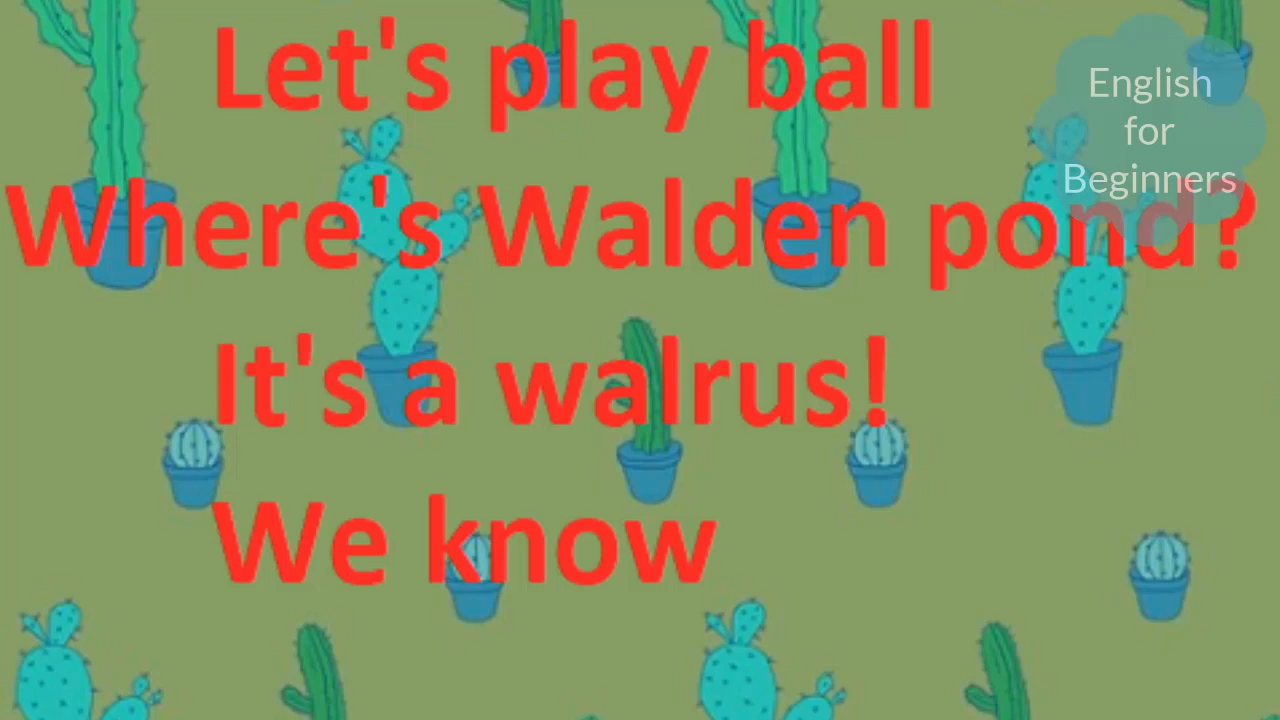 Let's play ball
Where's Walden pond?
It's a walrus!
We know
English
for
Beginners